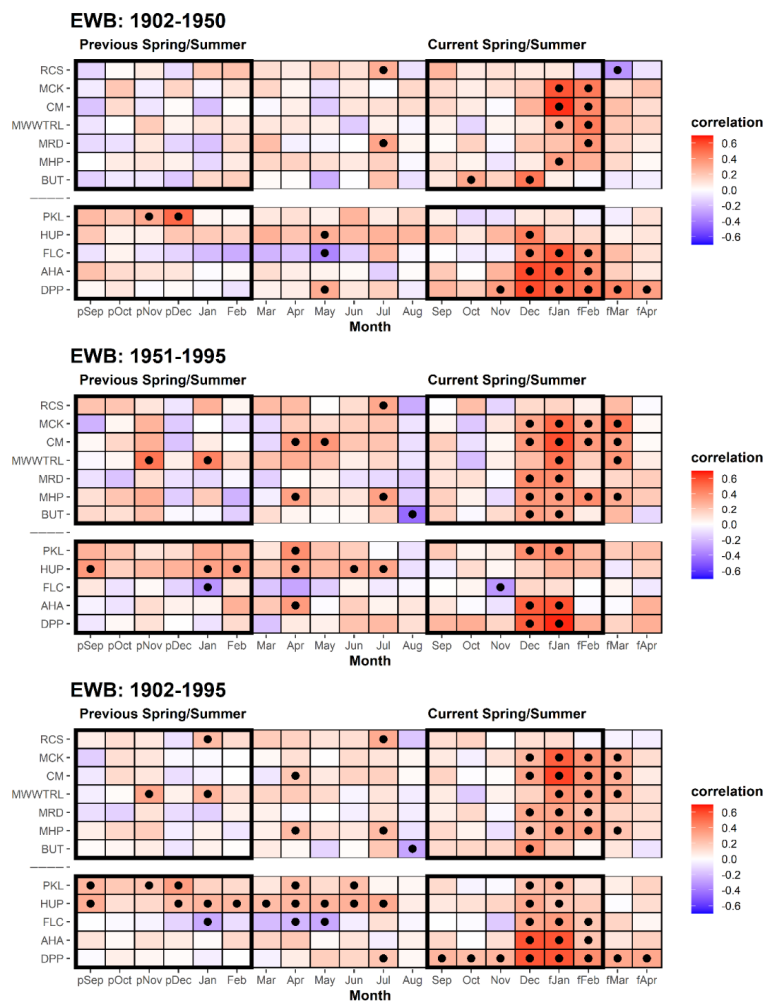 EWB: 1902-1950
Previous Spring/Summer Current Spring/Summer
RCS
MCK
CM
MWWTRL
MRD
MHP
BUT
PKL
HUP
FLC
AHA
DPP
pSep pOct pNov pDec Jan Feb Mar Apr May Jun Jul Aug Sep Oct Nov Dec fJan fFeb fMar fApr
Month
correlation
0.6
0.4
0.2
0.0
-0.2
-0.4
-0.6
EWB: 1951-1995
Previous Spring/Summer Current Spring/Summer
RCS
MCK
CM
MWWTRL
MRD
MHP
BUT
PKL
HUP
FLC
AHA
DPP
pSep pOct pNov pDec Jan Feb Mar Apr May Jun Jul Aug Sep Oct Nov Dec fJan fFeb fMar fApr
Month
correlation
0.6
0.4
0.2
0.0
-0.2
-0.4
-0.6
EWB: 1902-1995
Previous Spring/Summer Current Spring/Summer
RCS
MCK
CM
MWWTRL
MRD
MHP
BUT
PKL
HUP
FLC
AHA
DPP
pSep pOct pNov pDec Jan Feb Mar Apr May Jun Jul Aug Sep Oct Nov Dec fJan fFeb fMar fApr
Month
correlation
0.6
0.4
0.2
0.0
-0.2
-0.4
-0.6